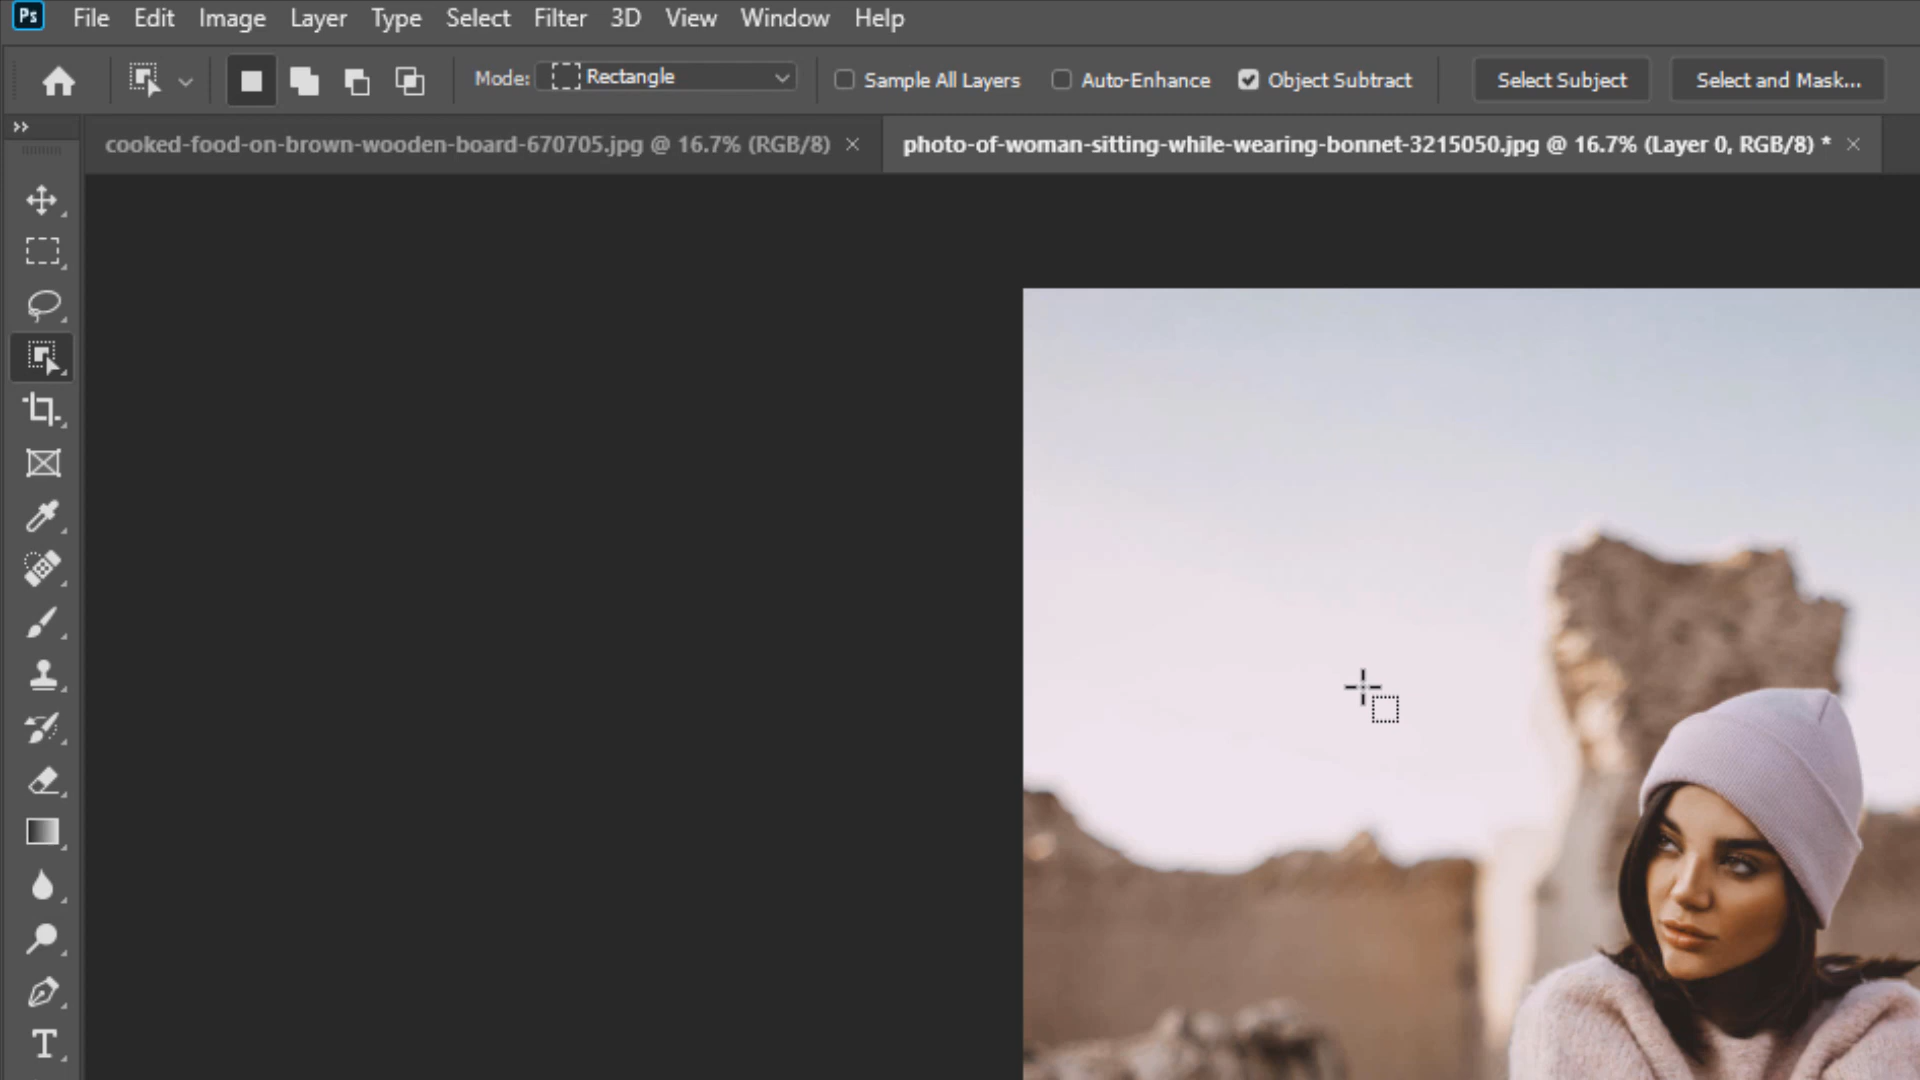 Ps File Edit Image Layer Type Select Filter 3D View Window Help
Mode: Rectangle Sample All Layers Auto-Enhance Object Subtract Select Subject Select and Mask...
cooked-food-on-brown-wooden-board-670705.jpg @ 16.7% (RGB/8) × photo-of-woman-sitting-while-wearing-bonnet-3215050.jpg @ 16.7% (Layer 0, RGB/8) * ×